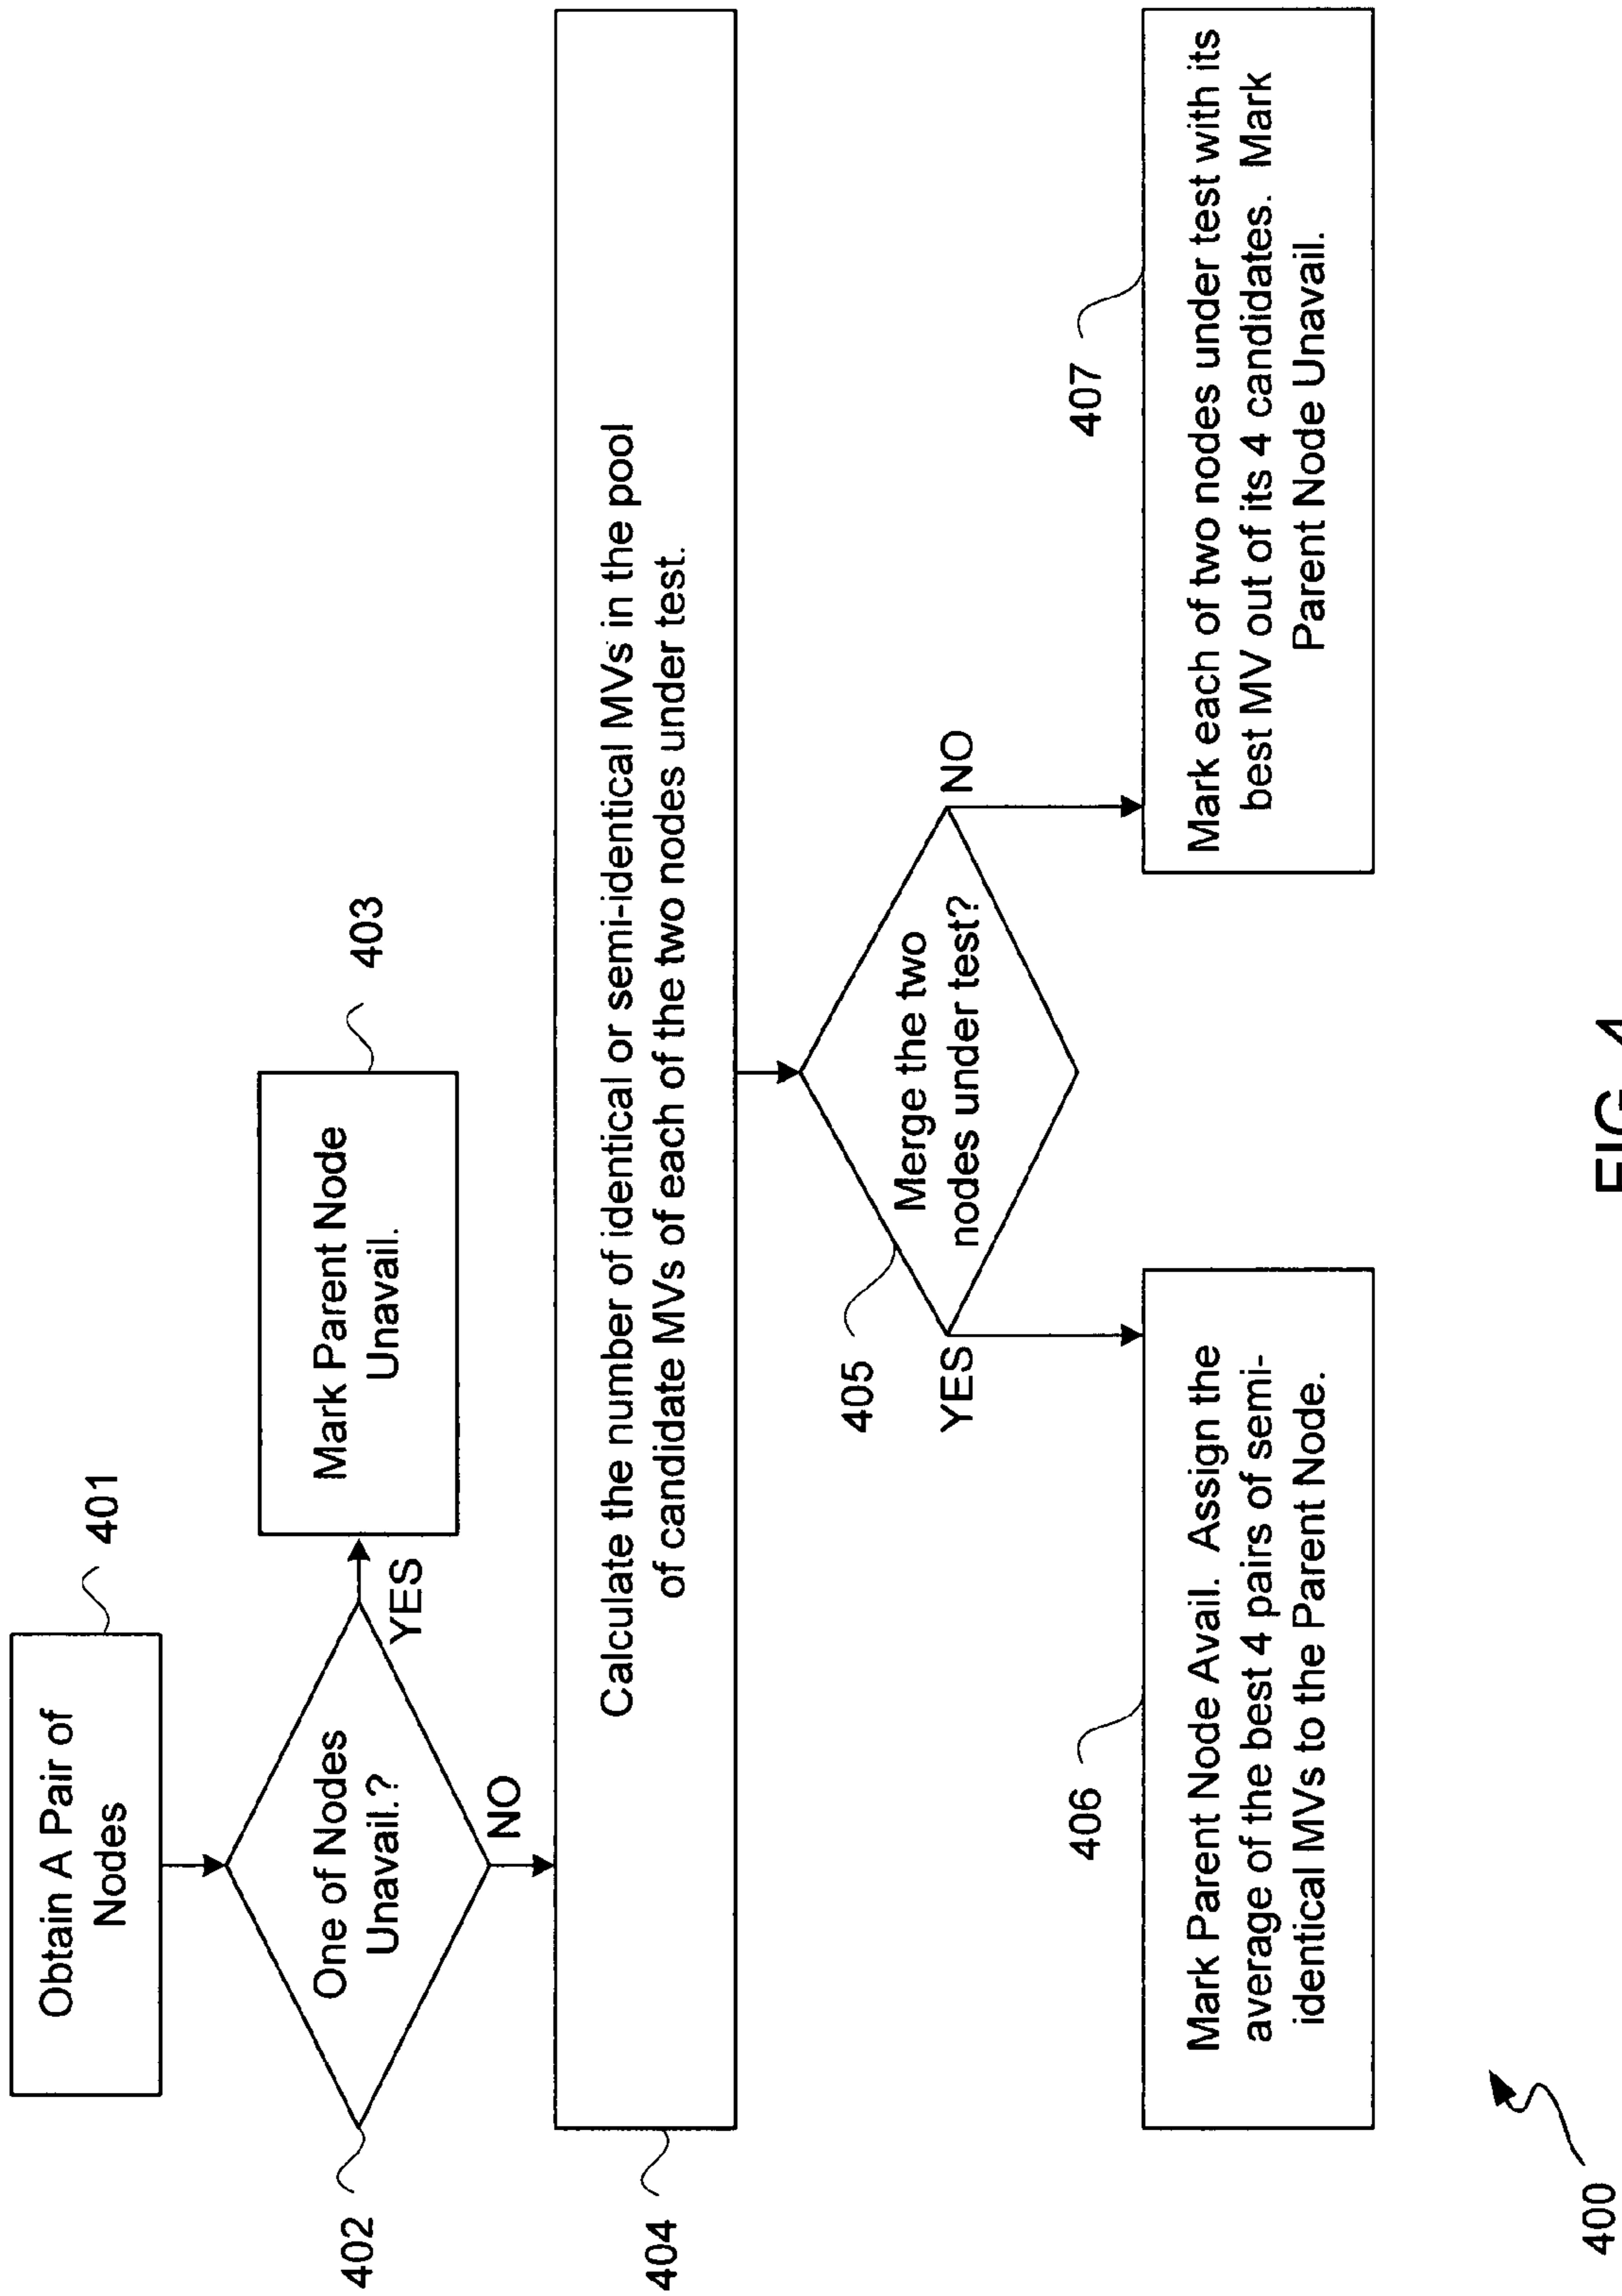 401
Obtain A Pair of
Nodes
402
One of Nodes
Unavail.?
YES
403
Mark Parent Node
Unavail.
NO
404
Calculate the number of identical or semi-identical MVs in the pool
of candidate MVs of each of the two nodes under test.
405
Merge the two
nodes under test?
YES
NO
406
Mark Parent Node Avail. Assign the
average of the best 4 pairs of semi-
identical MVs to the Parent Node.
407
Mark each of two nodes under test with its
best MV out of its 4 candidates. Mark
Parent Node Unavail.
400
FIG 4